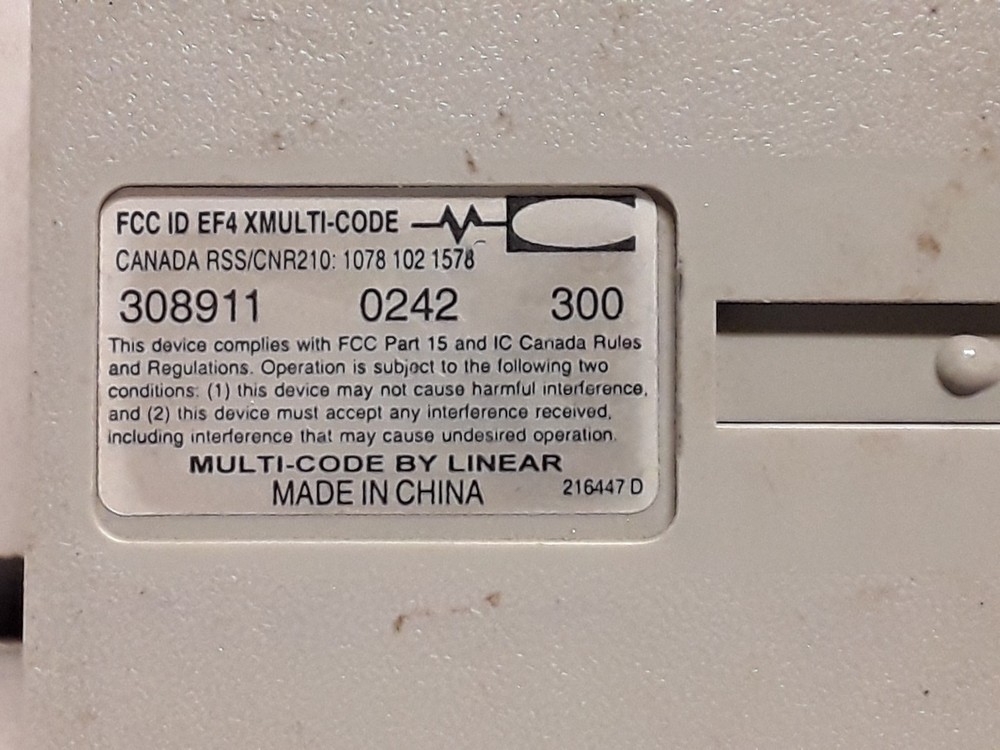 FCC ID EF4 XMULTI-CODE
CANADA RSS/CNR210: 1078 102 1578
308911 0242 300
This device complies with FCC Part 15 and IC Canada Rules
and Regulations. Operation is subject to the following two
conditions: (1) this device may not cause harmful interference,
and (2) this device must accept any interference received,
including interference that may cause undesired operation.
MULTI-CODE BY LINEAR
MADE IN CHINA 216447 D